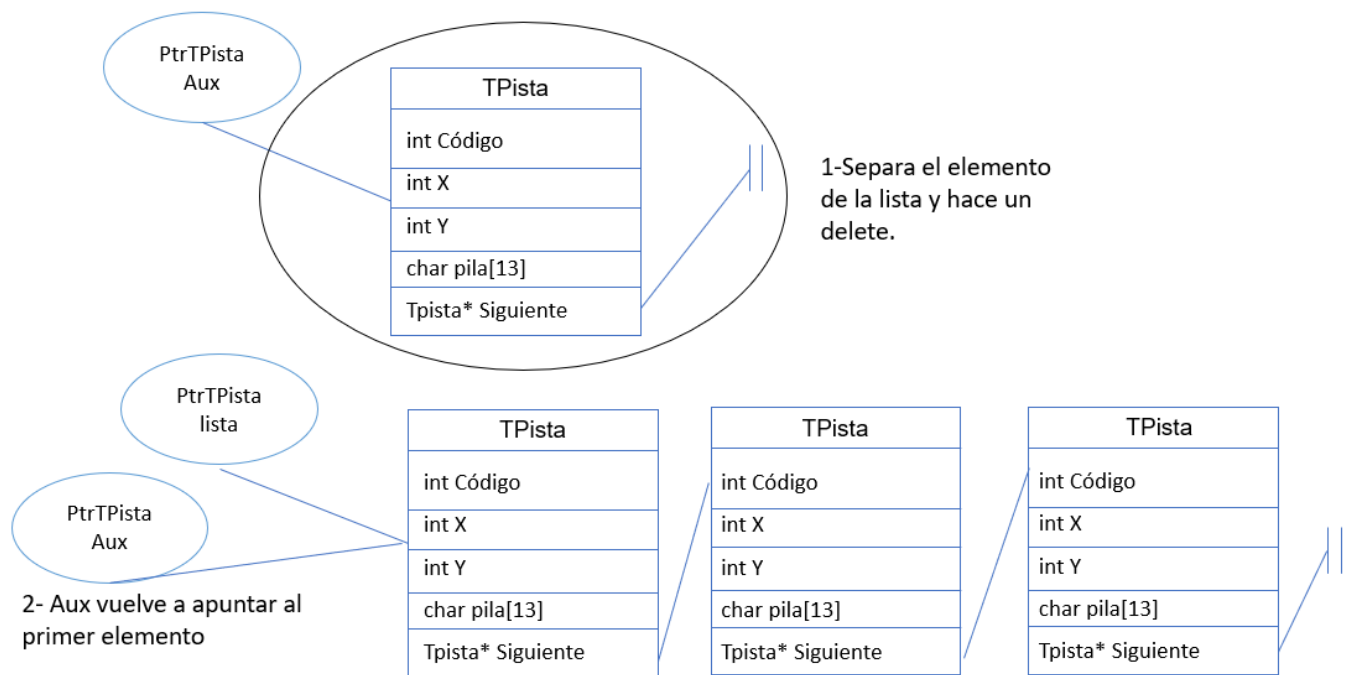 PtrTPista
Aux
TPista
int Código
int X
int Y
char pila[13]
Tpista* Siguiente
1-Separa el elemento
de la lista y hace un
delete.
PtrTPista
lista
PtrTPista
Aux
2- Aux vuelve a apuntar al
primer elemento
TPista
int Código
int X
int Y
char pila[13]
Tpista* Siguiente
TPista
int Código
int X
int Y
char pila[13]
Tpista* Siguiente
TPista
int Código
int X
int Y
char pila[13]
Tpista* Siguiente